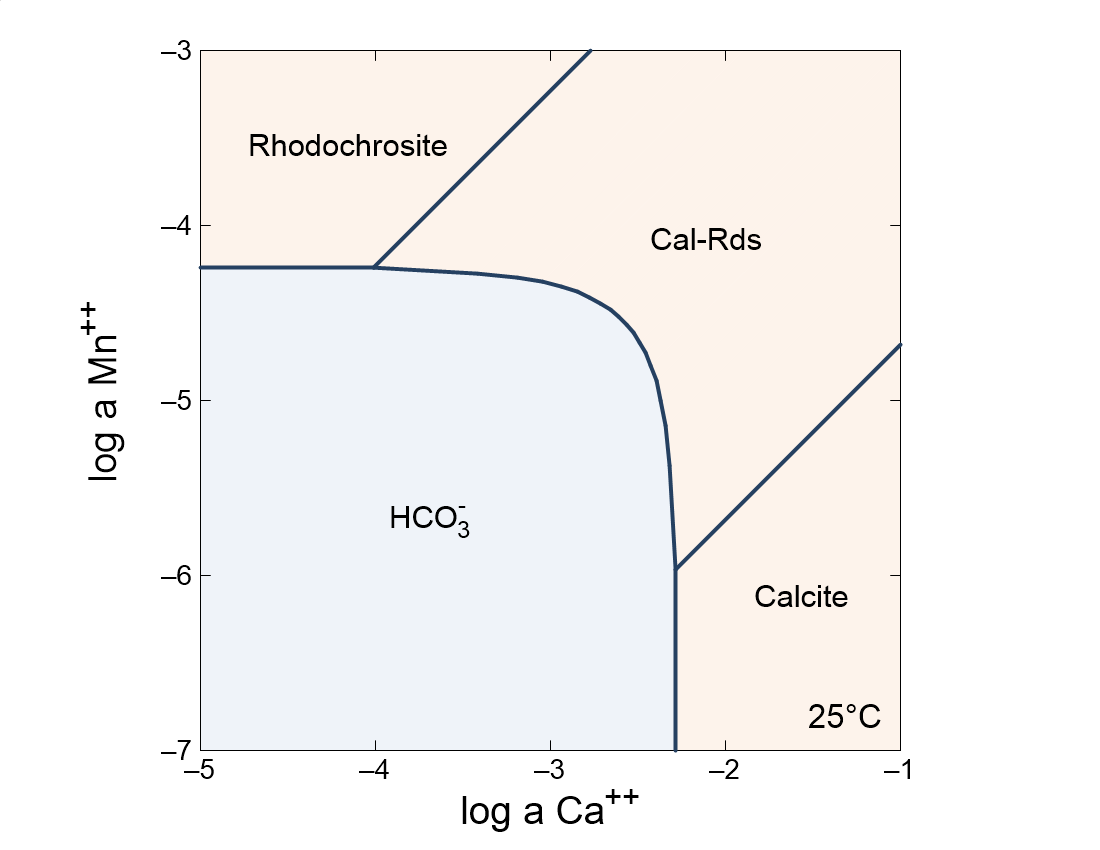 –3
Rhodochrosite
–4
Cal-Rds
log a Mn⁺⁺
–5
HCO₃⁻
–6
Calcite
25°C
–7
–5 –4 –3 –2 –1
log a Ca⁺⁺